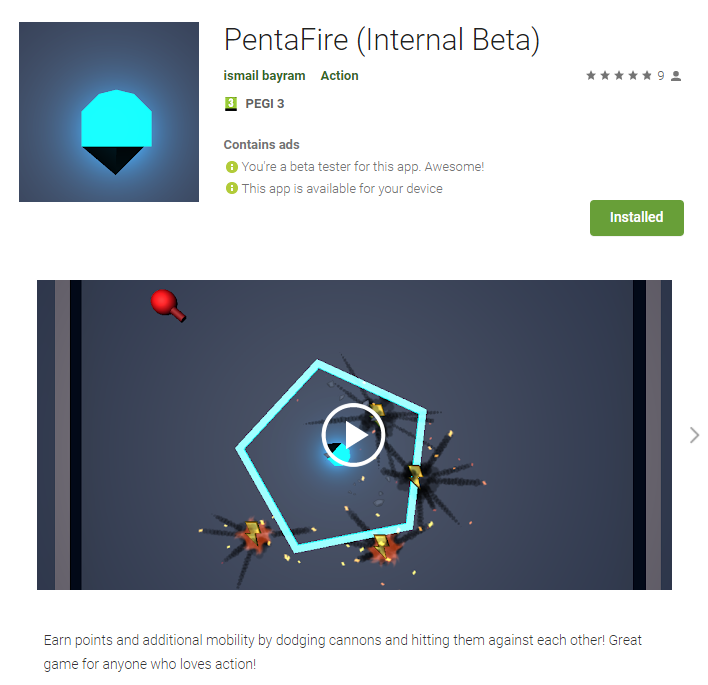 PentaFire (Internal Beta)
ismail bayram Action
9
3 PEGI 3
Contains ads
You're a beta tester for this app. Awesome!
This app is available for your device
Installed
Earn points and additional mobility by dodging cannons and hitting them against each other! Great
game for anyone who loves action!